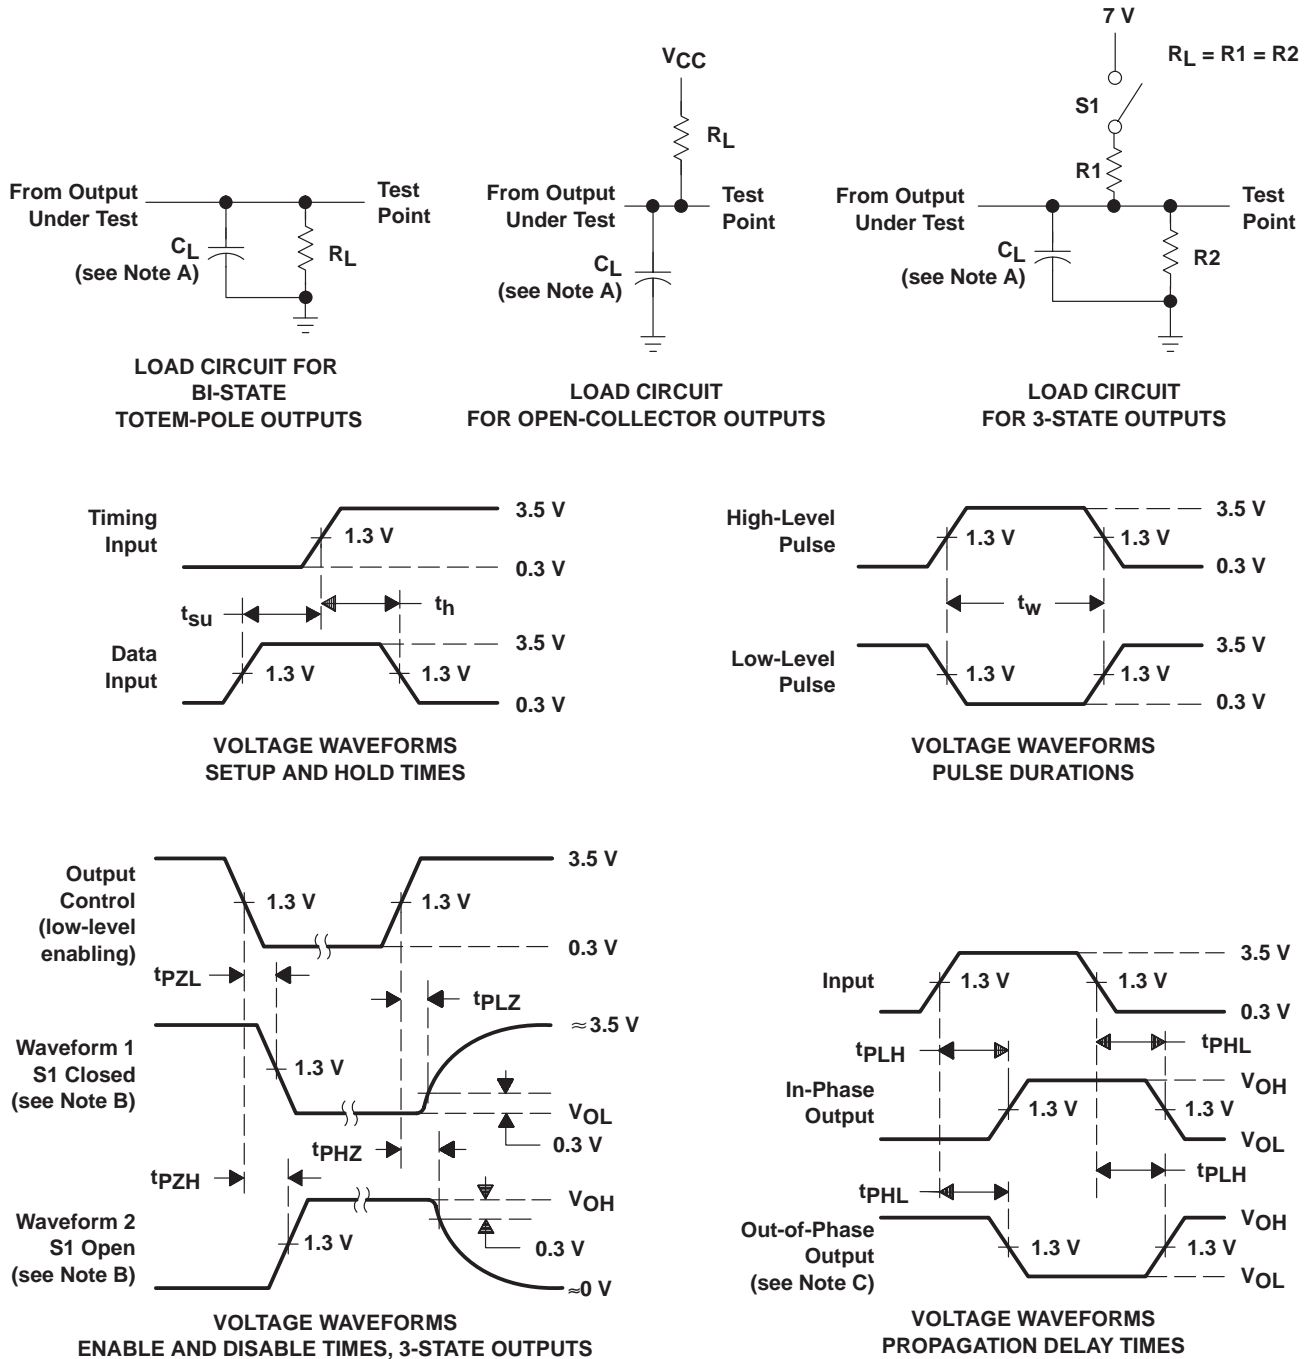 7 V
RL = R1 = R2
VCC
S1
RL
R1
From Output
Under Test
Test
Point
CL
(see Note A)
RL
From Output
Under Test
Test
Point
CL
(see Note A)
From Output
Under Test
Test
Point
CL
(see Note A)
R2
LOAD CIRCUIT FOR
BI-STATE
TOTEM-POLE OUTPUTS
LOAD CIRCUIT
FOR OPEN-COLLECTOR OUTPUTS
LOAD CIRCUIT
FOR 3-STATE OUTPUTS
Timing
Input
1.3 V
3.5 V
0.3 V
tsu
th
Data
Input
1.3 V
1.3 V
3.5 V
0.3 V
VOLTAGE WAVEFORMS
SETUP AND HOLD TIMES
High-Level
Pulse
1.3 V
1.3 V
3.5 V
0.3 V
tw
Low-Level
Pulse
1.3 V
1.3 V
3.5 V
0.3 V
VOLTAGE WAVEFORMS
PULSE DURATIONS
Output
Control
(low-level
enabling)
1.3 V
1.3 V
3.5 V
0.3 V
tPZL
tPLZ
Waveform 1
S1 Closed
(see Note B)
1.3 V
≈3.5 V
VOL
0.3 V
tPHZ
tPZH
Waveform 2
S1 Open
(see Note B)
1.3 V
VOH
0.3 V
≈0 V
VOLTAGE WAVEFORMS
ENABLE AND DISABLE TIMES, 3-STATE OUTPUTS
Input
1.3 V
1.3 V
3.5 V
0.3 V
tPLH
tPHL
In-Phase
Output
1.3 V
1.3 V
VOH
VOL
tPHL
tPLH
Out-of-Phase
Output
(see Note C)
1.3 V
1.3 V
VOH
VOL
VOLTAGE WAVEFORMS
PROPAGATION DELAY TIMES